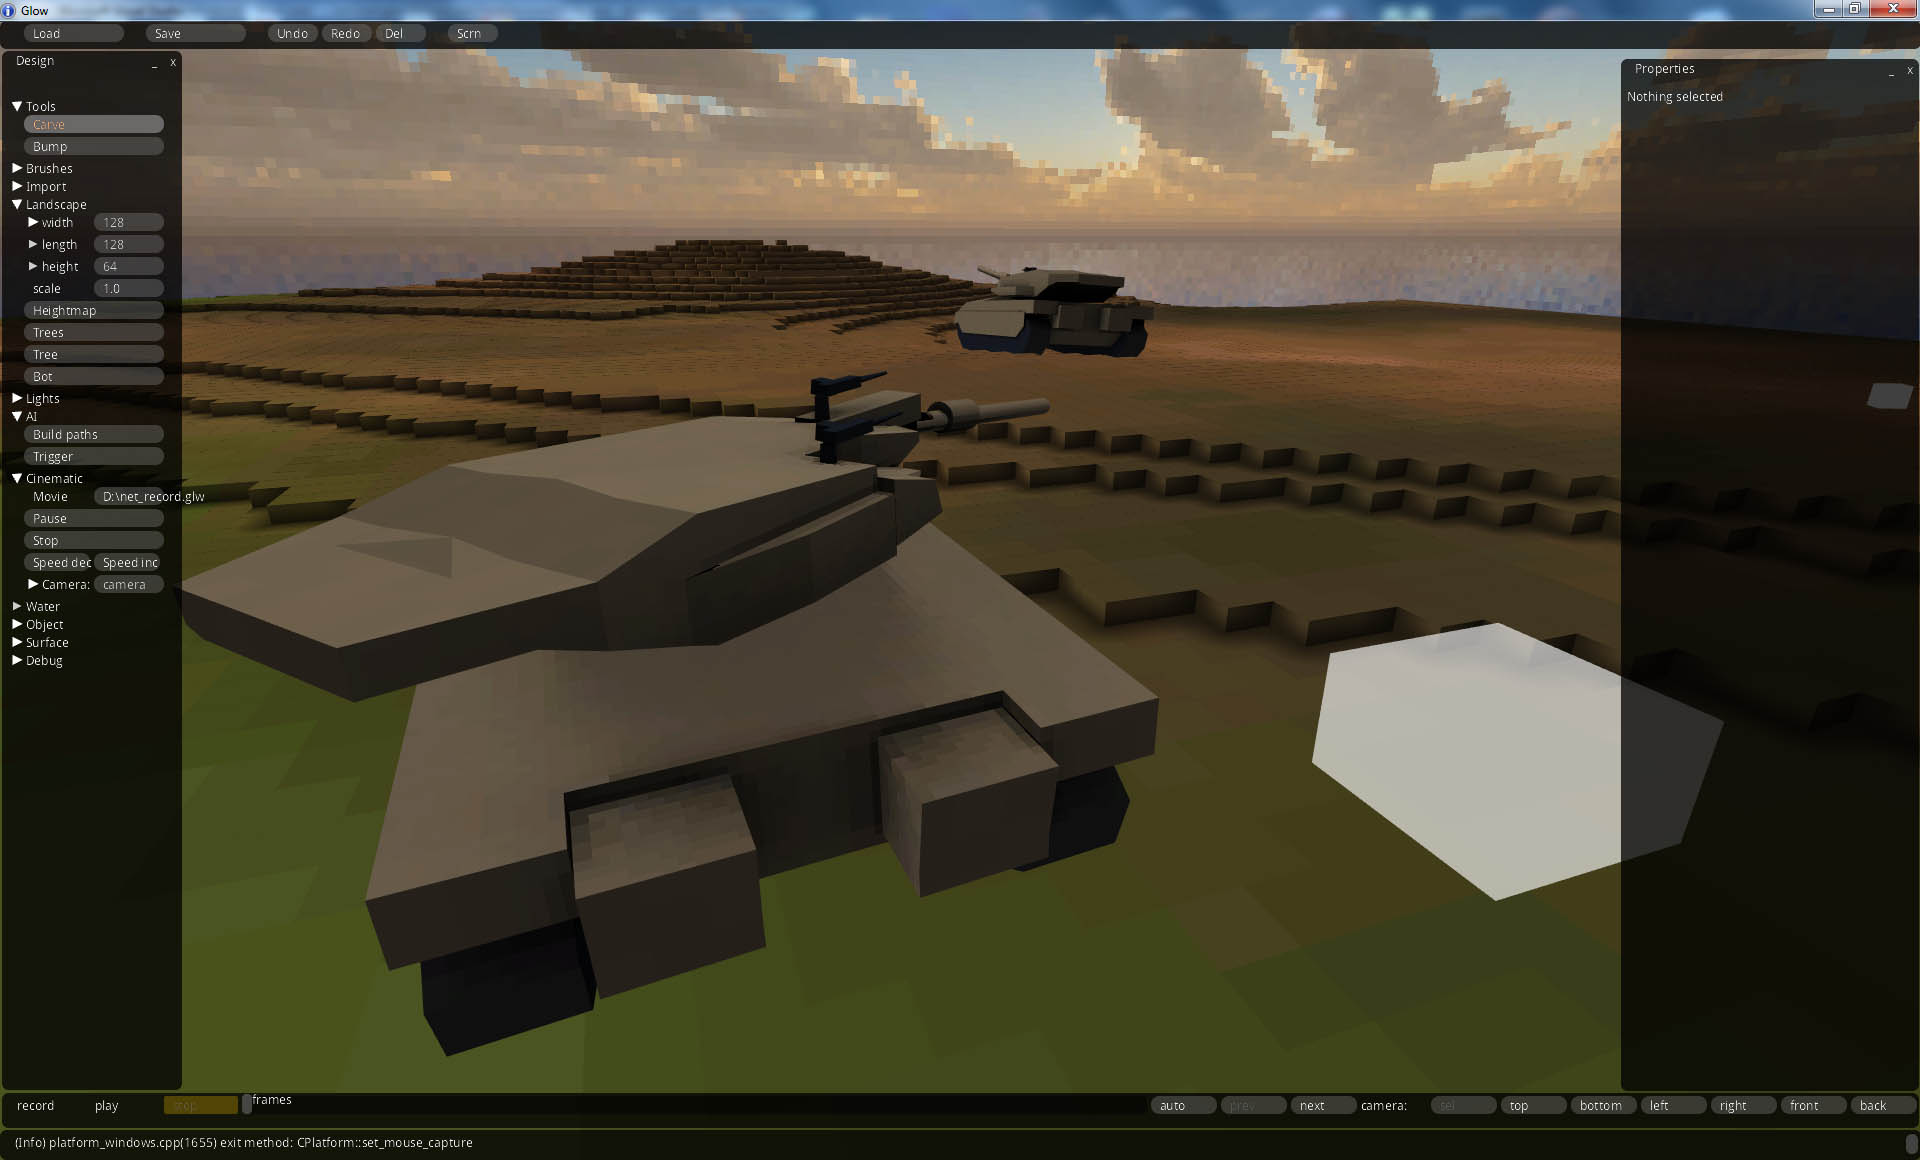 Glow
Load Save Undo Redo Del Scrn
Design _ x
Tools
Carve
Bump
Brushes
Import
Landscape
width 128
length 128
height 64
scale 1.0
Heightmap
Trees
Tree
Bot
Lights
AI
Build paths
Trigger
Cinematic
Movie D:\net_record.glw
Pause
Stop
Speed dec Speed inc
Camera: camera
Water
Object
Surface
Debug
Properties _ x
Nothing selected
record play stop frames auto prev next camera: sel top bottom left right front back
(Info) platform_windows.cpp(1655) exit method: CPlatform::set_mouse_capture